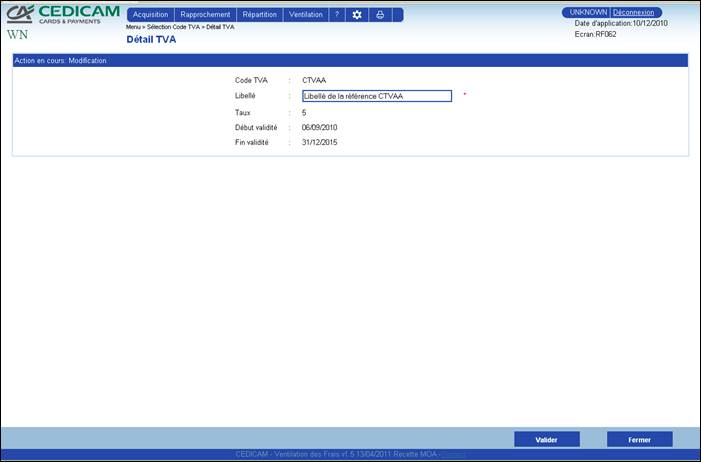 CEDICAM
CARDS & PAYMENTS
WN
Acquisition Rapprochement Répartition Ventilation ?
UNKNOWN Déconnexion
Date d'application:10/12/2010
Ecran:RF062
Menu » Sélection Code TVA » Détail TVA
Détail TVA
Action en cours: Modification
Code TVA : CTVAA
Libellé : Libellé de la référence CTVAA *
Taux : 5
Début validité : 06/09/2010
Fin validité : 31/12/2015
Valider Fermer
CEDICAM - Ventilation des Frais v1.5 13/04/2011 Recette MOA - Contact